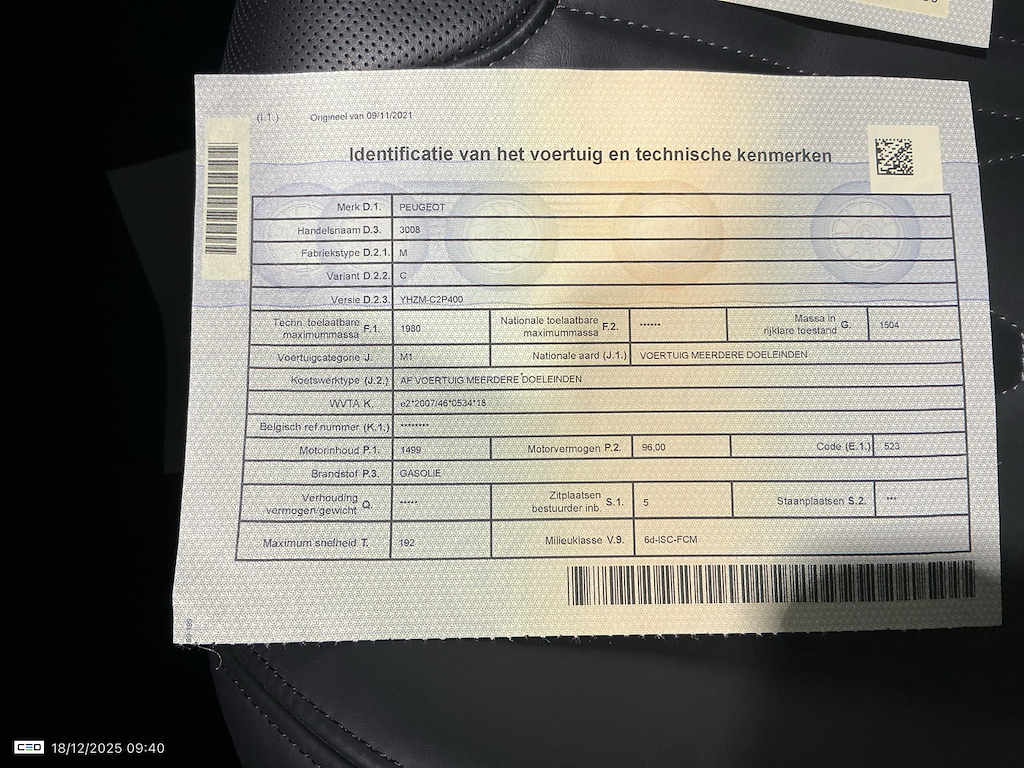 (I.1.) Origineel van 09/11/2021
Identificatie van het voertuig en technische kenmerken
Merk D.1. PEUGEOT
Handelsnaam D.3. 3008
Fabriekstype D.2.1. M
Variant D.2.2. C
Versie D.2.3. YHZM-C2P400
Techn. toelaatbare maximummassa F.1. 1980 Nationale toelaatbare maximummassa F.2. ****** Massa in rijklare toestand G. 1504
Voertuigcategorie J. M1 Nationale aard (J.1.) VOERTUIG MEERDERE DOELEINDEN
Koetswerktype (J.2.) AF VOERTUIG MEERDERE DOELEINDEN
WVTA K. e2*2007/46*0534*18
Belgisch ref.nummer (K.1.) ********
Motorinhoud P.1. 1499 Motorvermogen P.2. 96,00 Code (E.1.) 523
Brandstof P.3. GASOLIE
Verhouding vermogen/gewicht Q. ***** Zitplaatsen bestuurder inb. S.1. 5 Staanplaatsen S.2. ***
Maximum snelheid T. 192 Milieuklasse V.9. 6d-ISC-FCM
CEO 18/12/2025 09:40